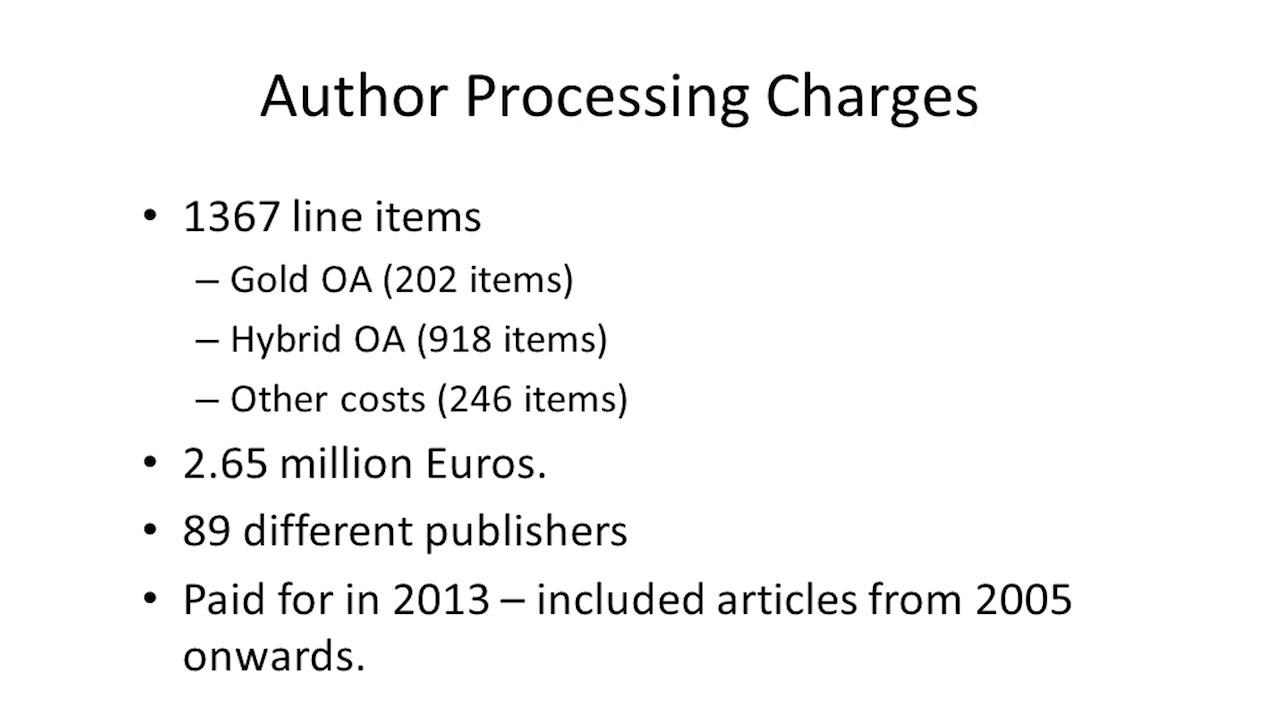 Author Processing Charges
• 1367 line items
– Gold OA (202 items)
– Hybrid OA (918 items)
– Other costs (246 items)
• 2.65 million Euros.
• 89 different publishers
• Paid for in 2013 – included articles from 2005
onwards.